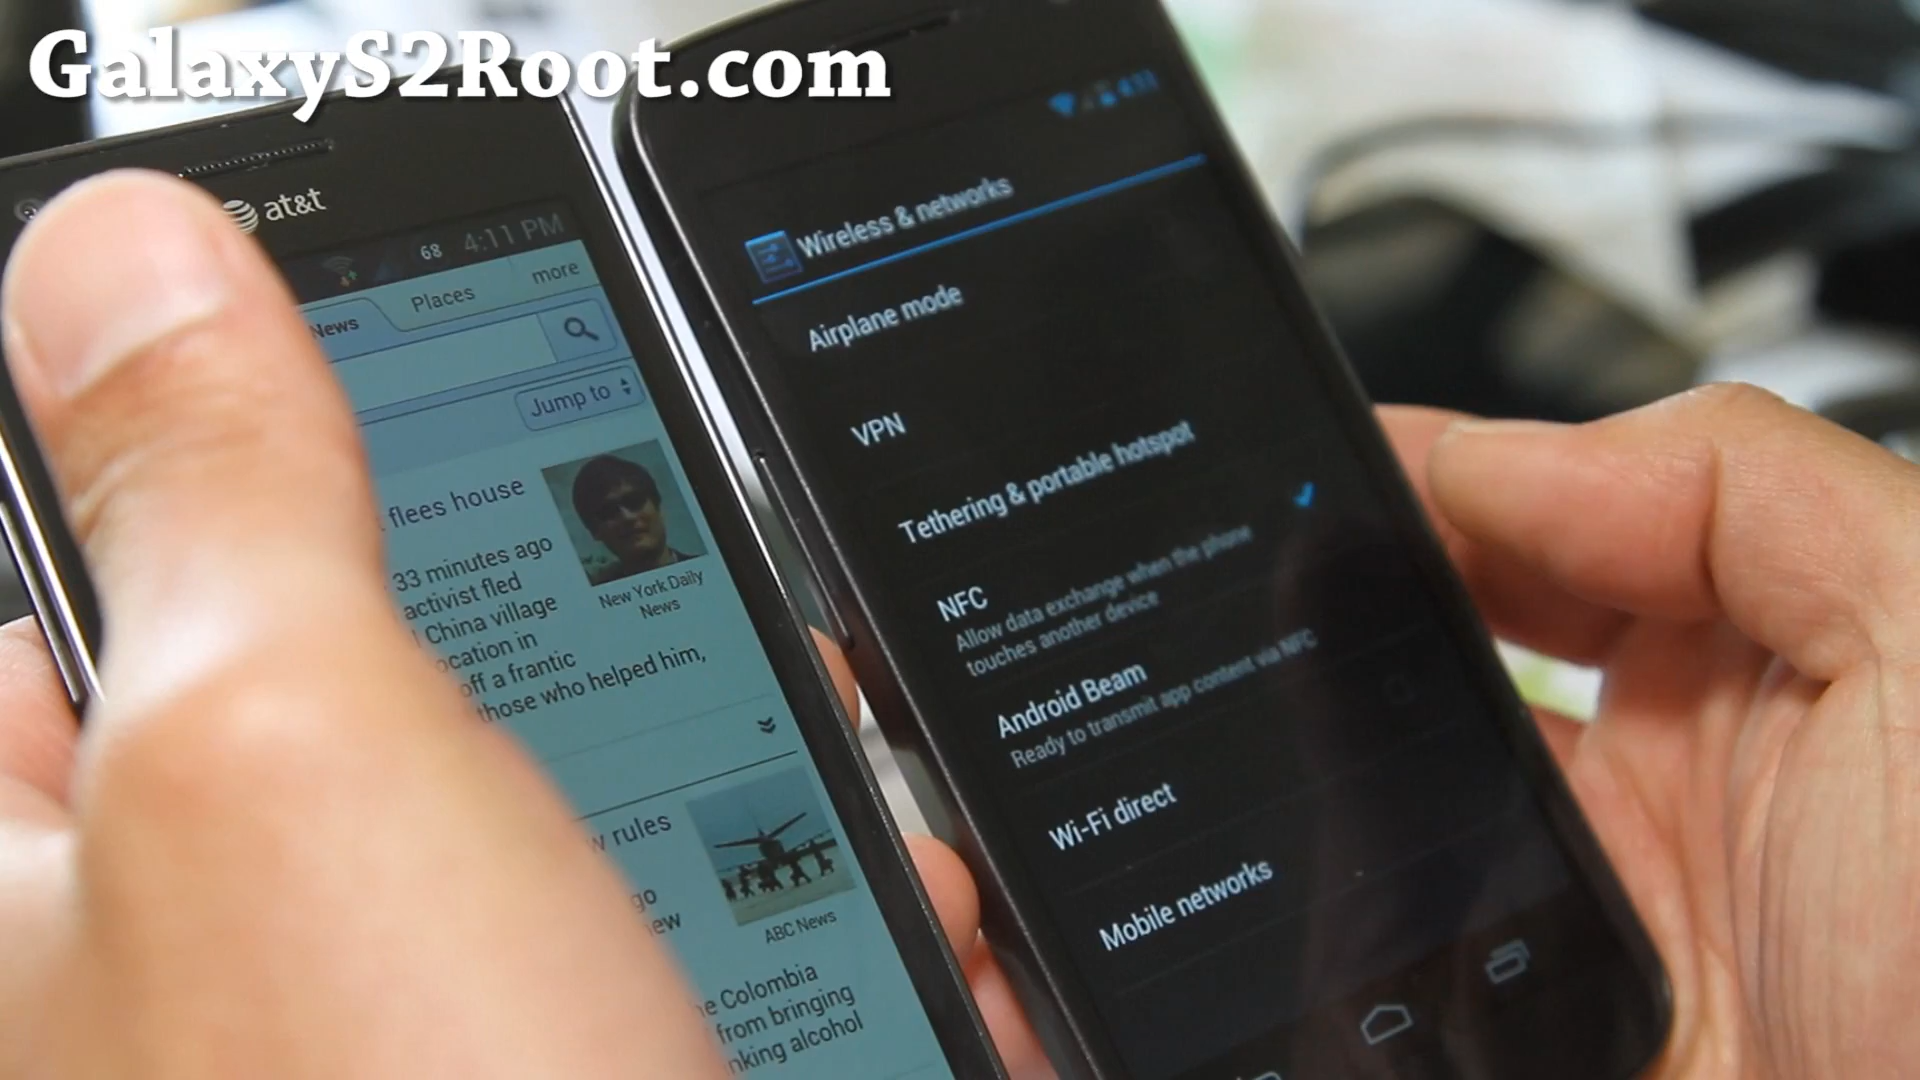 GalaxyS2Root.com
at&t
68 4:11 PM
News Places more
Jump to
flees house
33 minutes ago
activist fled
China village
ocation in
off a frantic
those who helped him,
New York Daily
News
w rules
go
ew
ABC News
he Colombia
from bringing
nking alcohol
Wireless & networks
Airplane mode
VPN
Tethering & portable hotspot
NFC
Allow data exchange when the phone
touches another device
Android Beam
Ready to transmit app content via NFC
Wi-Fi direct
Mobile networks